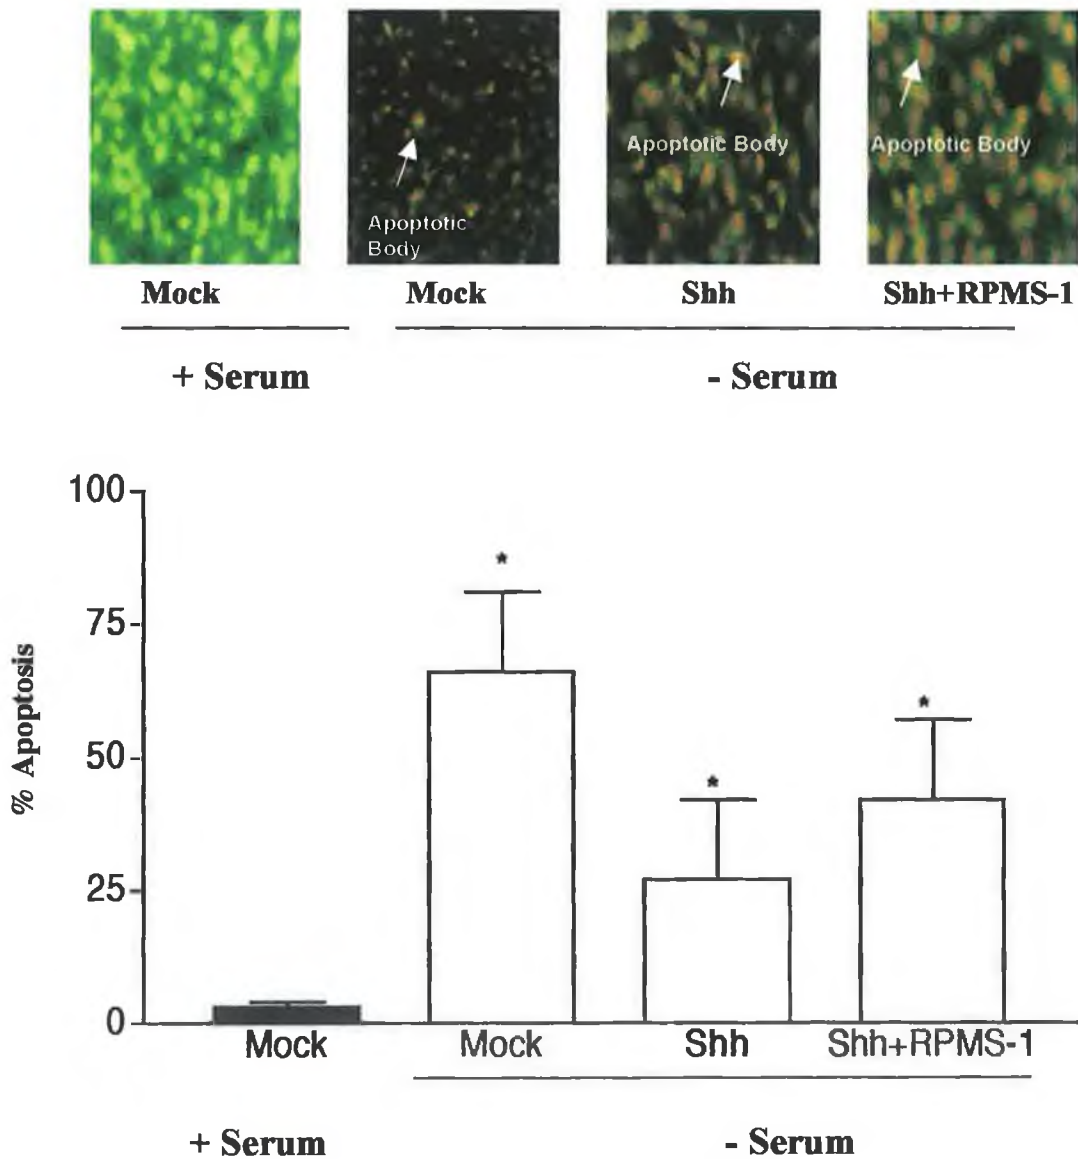 Apoptotic
Body
Apoptotic Body
Apoptotic Body
Mock
Mock
Shh
Shh+RPMS-1
+ Serum
- Serum
100
75
50
25
0
% Apoptosis
*
*
*
Mock
Mock
Shh
Shh+RPMS-1
+ Serum
- Serum